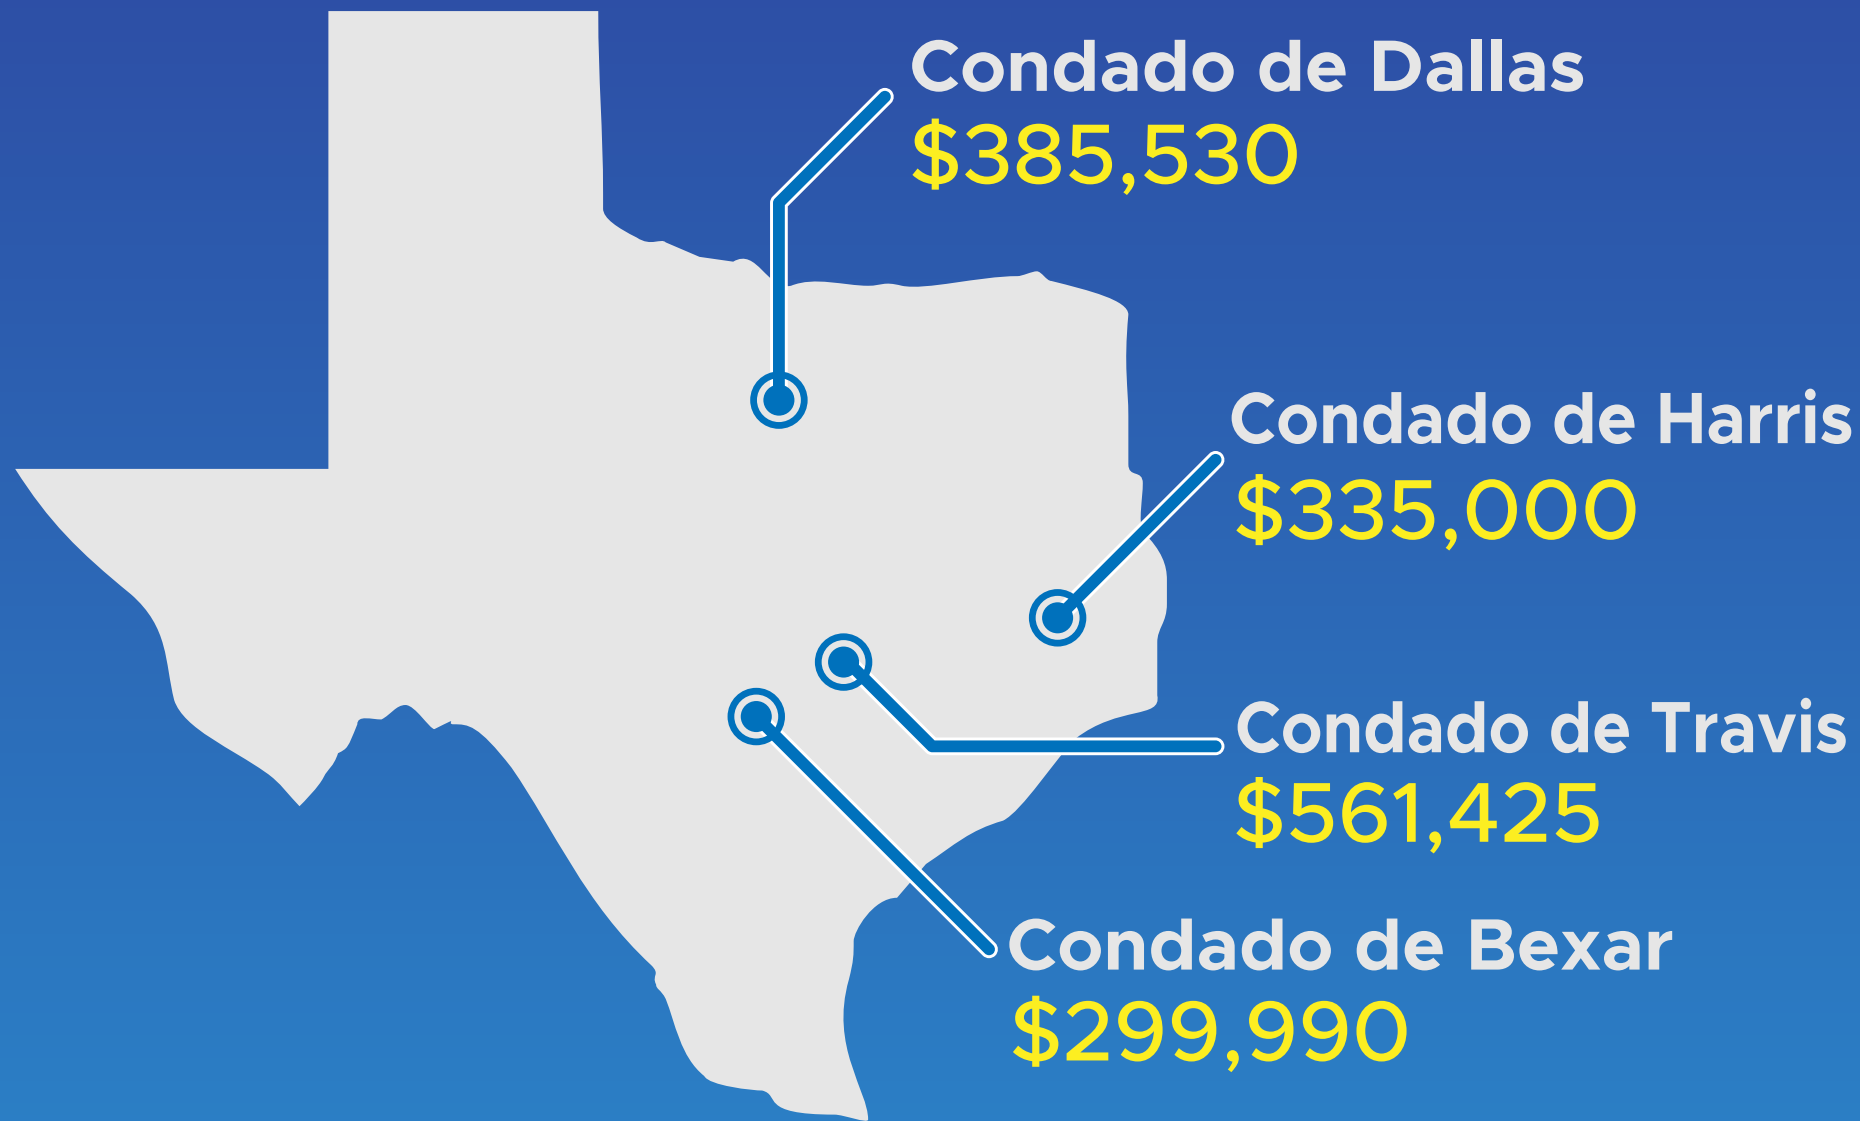 Condado de Dallas
$385,530
Condado de Harris
$335,000
Condado de Travis
$561,425
Condado de Bexar
$299,990